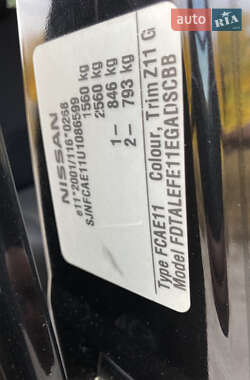 AUTO RIA
NISSAN
e11*2001/116*0268
SJNFCAE11U1086599
1560 kg
2560 kg
1- 846 kg
2- 793 kg
Type FCAE11 Colour, Trim Z11 G
Model FDTALEFE11EGADSCBB